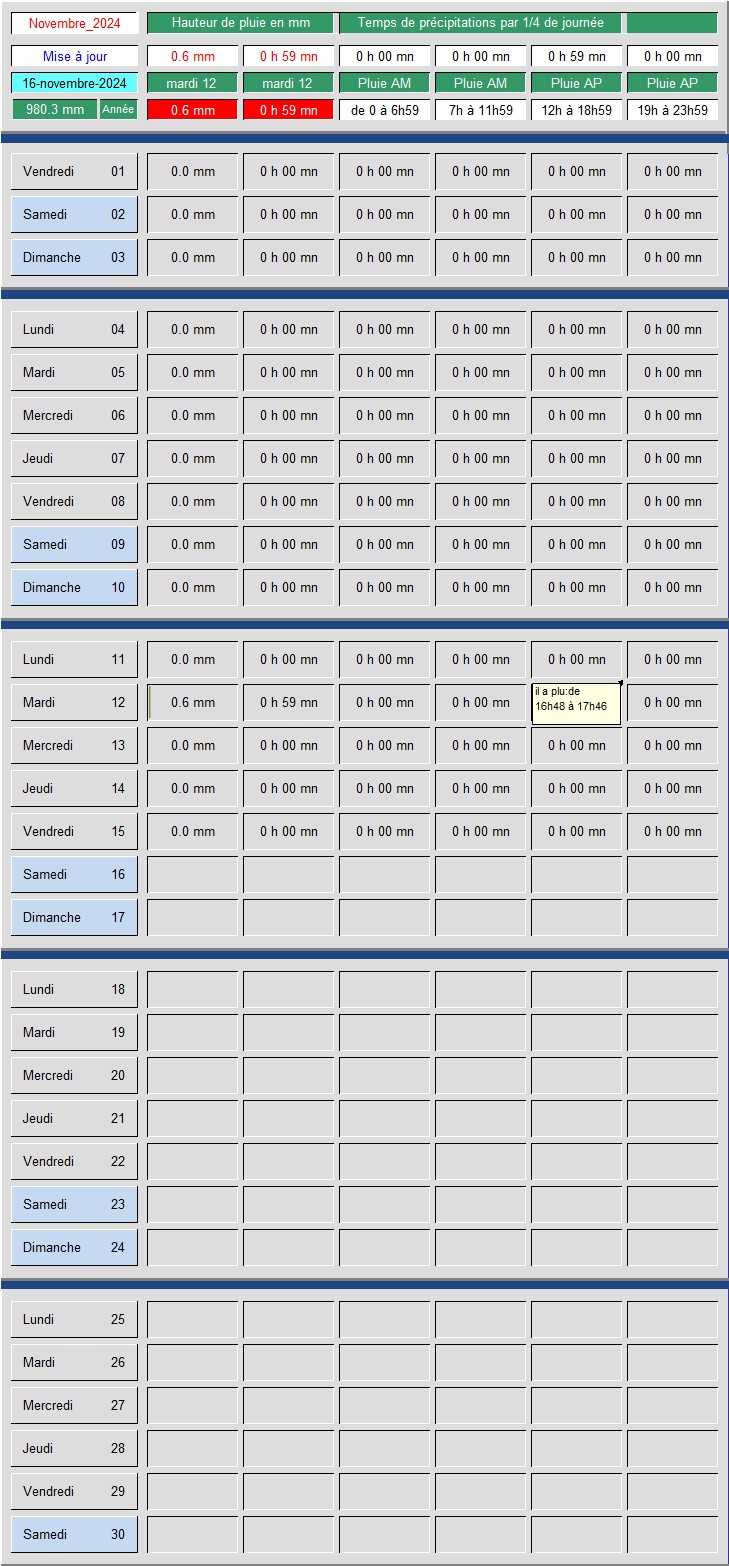 Novembre_2024 Hauteur de pluie en mm Temps de précipitations par 1/4 de journée
Mise à jour 0.6 mm 0 h 59 mn 0 h 00 mn 0 h 00 mn 0 h 59 mn 0 h 00 mn
16-novembre-2024 mardi 12 mardi 12 Pluie AM Pluie AM Pluie AP Pluie AP
980.3 mm Année 0.6 mm 0 h 59 mn de 0 à 6h59 7h à 11h59 12h à 18h59 19h à 23h59
Vendredi 01 0.0 mm 0 h 00 mn 0 h 00 mn 0 h 00 mn 0 h 00 mn 0 h 00 mn
Samedi 02 0.0 mm 0 h 00 mn 0 h 00 mn 0 h 00 mn 0 h 00 mn 0 h 00 mn
Dimanche 03 0.0 mm 0 h 00 mn 0 h 00 mn 0 h 00 mn 0 h 00 mn 0 h 00 mn
Lundi 04 0.0 mm 0 h 00 mn 0 h 00 mn 0 h 00 mn 0 h 00 mn 0 h 00 mn
Mardi 05 0.0 mm 0 h 00 mn 0 h 00 mn 0 h 00 mn 0 h 00 mn 0 h 00 mn
Mercredi 06 0.0 mm 0 h 00 mn 0 h 00 mn 0 h 00 mn 0 h 00 mn 0 h 00 mn
Jeudi 07 0.0 mm 0 h 00 mn 0 h 00 mn 0 h 00 mn 0 h 00 mn 0 h 00 mn
Vendredi 08 0.0 mm 0 h 00 mn 0 h 00 mn 0 h 00 mn 0 h 00 mn 0 h 00 mn
Samedi 09 0.0 mm 0 h 00 mn 0 h 00 mn 0 h 00 mn 0 h 00 mn 0 h 00 mn
Dimanche 10 0.0 mm 0 h 00 mn 0 h 00 mn 0 h 00 mn 0 h 00 mn 0 h 00 mn
Lundi 11 0.0 mm 0 h 00 mn 0 h 00 mn 0 h 00 mn 0 h 00 mn 0 h 00 mn
Mardi 12 0.6 mm 0 h 59 mn 0 h 00 mn 0 h 00 mn il a plu:de 0 h 00 mn
16h48 à 17h46
Mercredi 13 0.0 mm 0 h 00 mn 0 h 00 mn 0 h 00 mn 0 h 00 mn 0 h 00 mn
Jeudi 14 0.0 mm 0 h 00 mn 0 h 00 mn 0 h 00 mn 0 h 00 mn 0 h 00 mn
Vendredi 15 0.0 mm 0 h 00 mn 0 h 00 mn 0 h 00 mn 0 h 00 mn 0 h 00 mn
Samedi 16
Dimanche 17
Lundi 18
Mardi 19
Mercredi 20
Jeudi 21
Vendredi 22
Samedi 23
Dimanche 24
Lundi 25
Mardi 26
Mercredi 27
Jeudi 28
Vendredi 29
Samedi 30